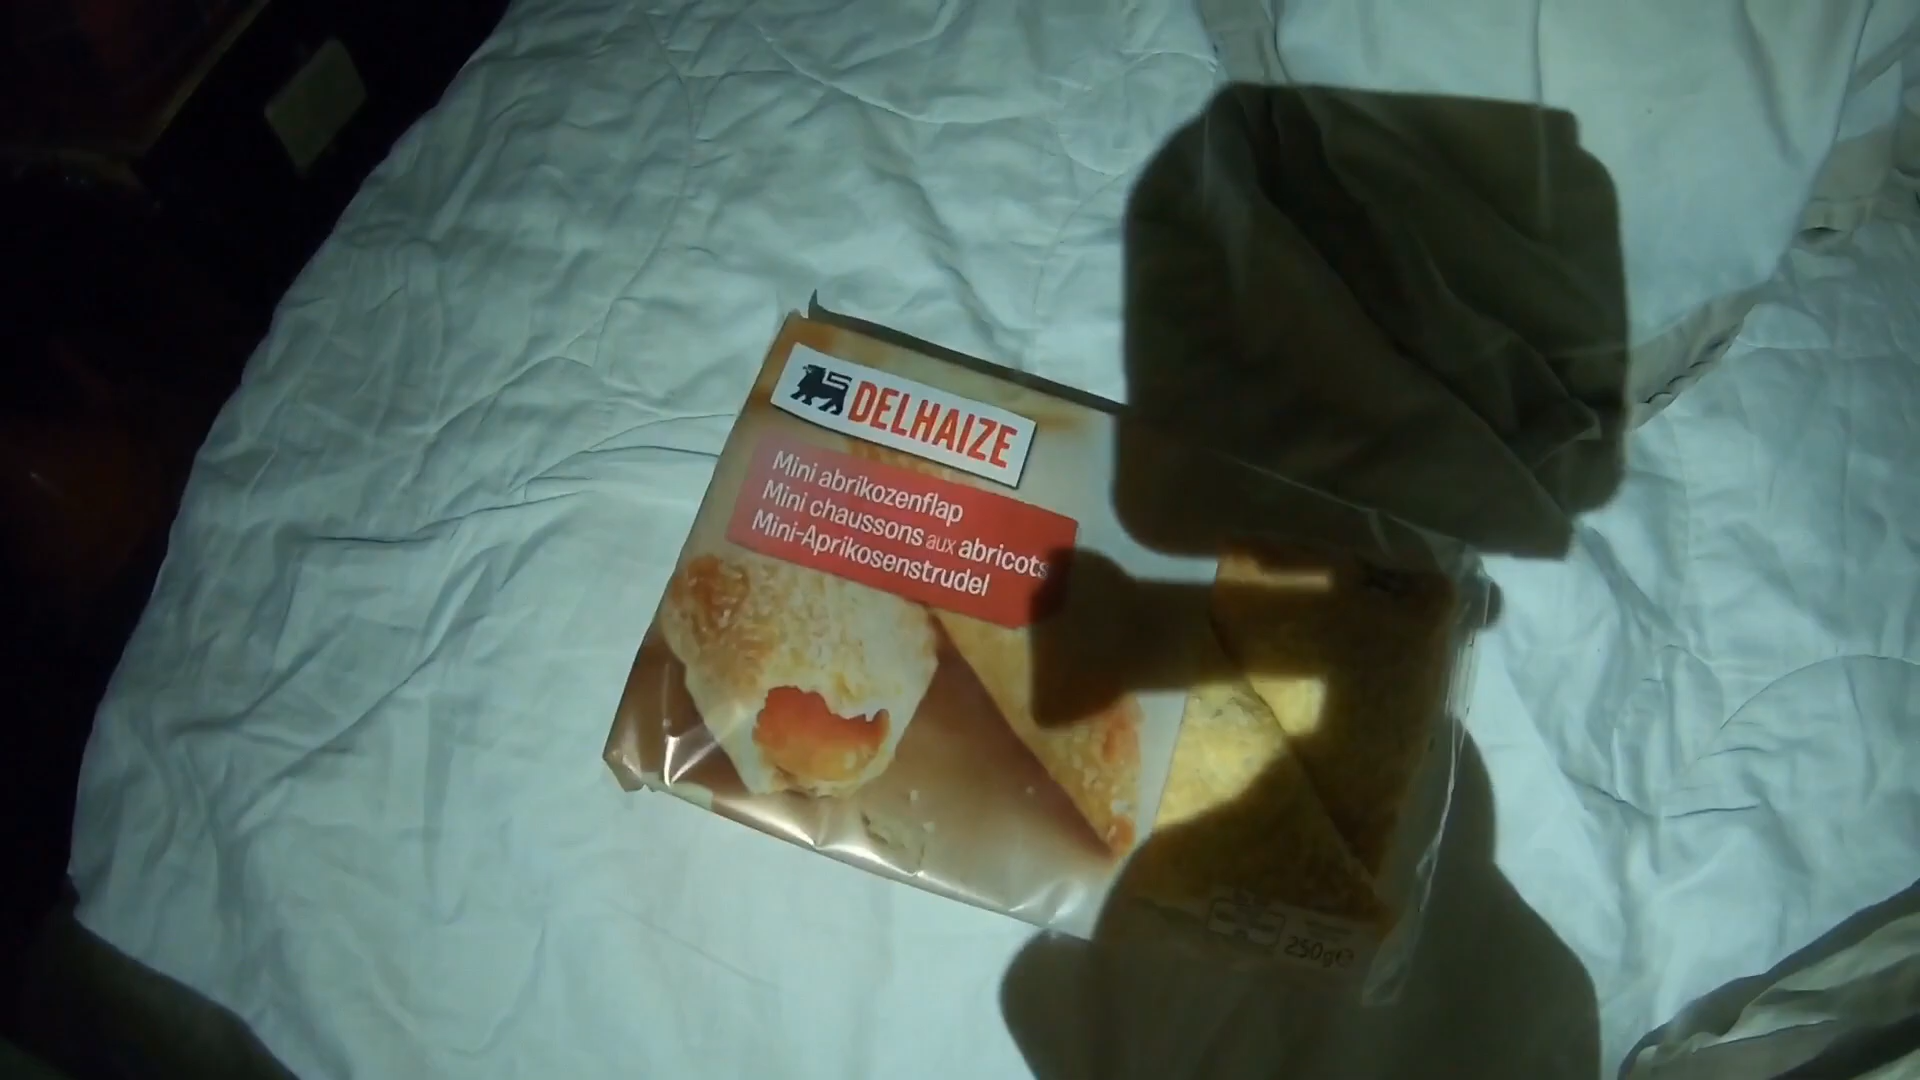 DELHAIZE
Mini abrikozenflap
Mini chaussons aux abricots
Mini-Aprikosenstrudel
250g℮